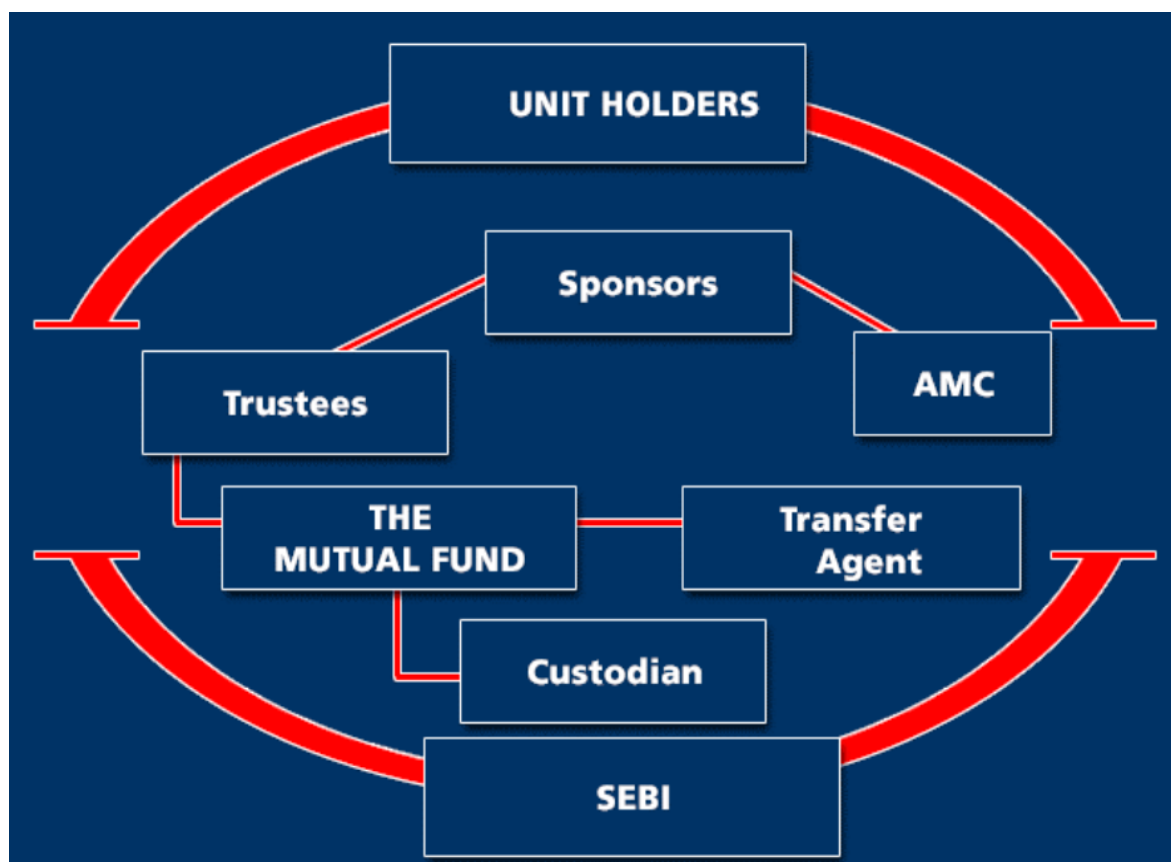 UNIT HOLDERS
Sponsors
AMC
Trustees
THE
MUTUAL FUND
Transfer
Agent
Custodian
SEBI